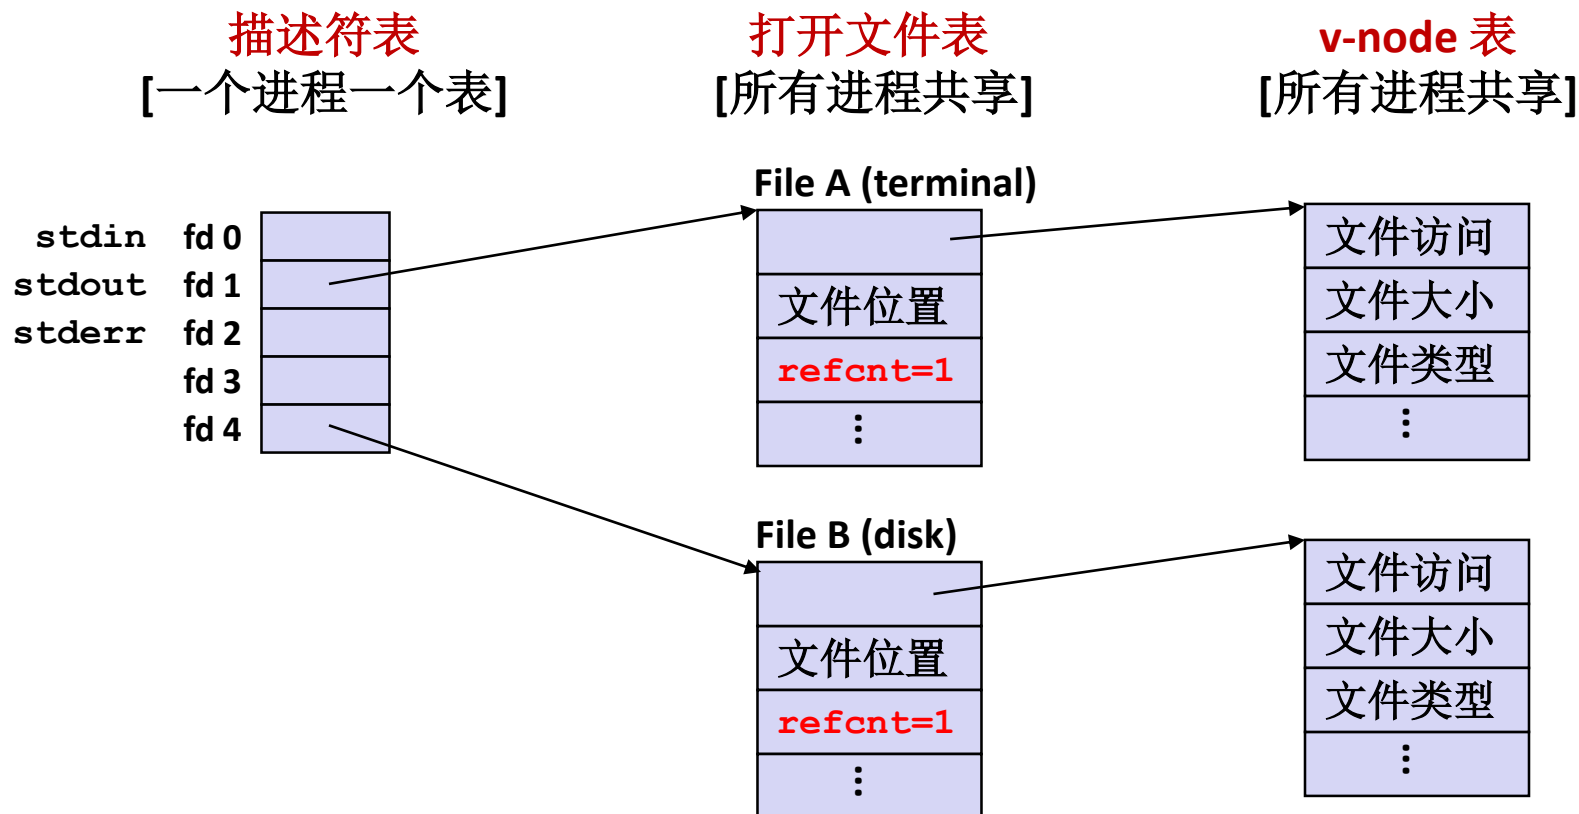 描述符表
[一个进程一个表]
打开文件表
[所有进程共享]
v-node 表
[所有进程共享]
stdin fd 0
stdout fd 1
stderr fd 2
fd 3
fd 4
File A (terminal)
文件位置
refcnt=1
...
文件访问
文件大小
文件类型
...
File B (disk)
文件位置
refcnt=1
...
文件访问
文件大小
文件类型
...